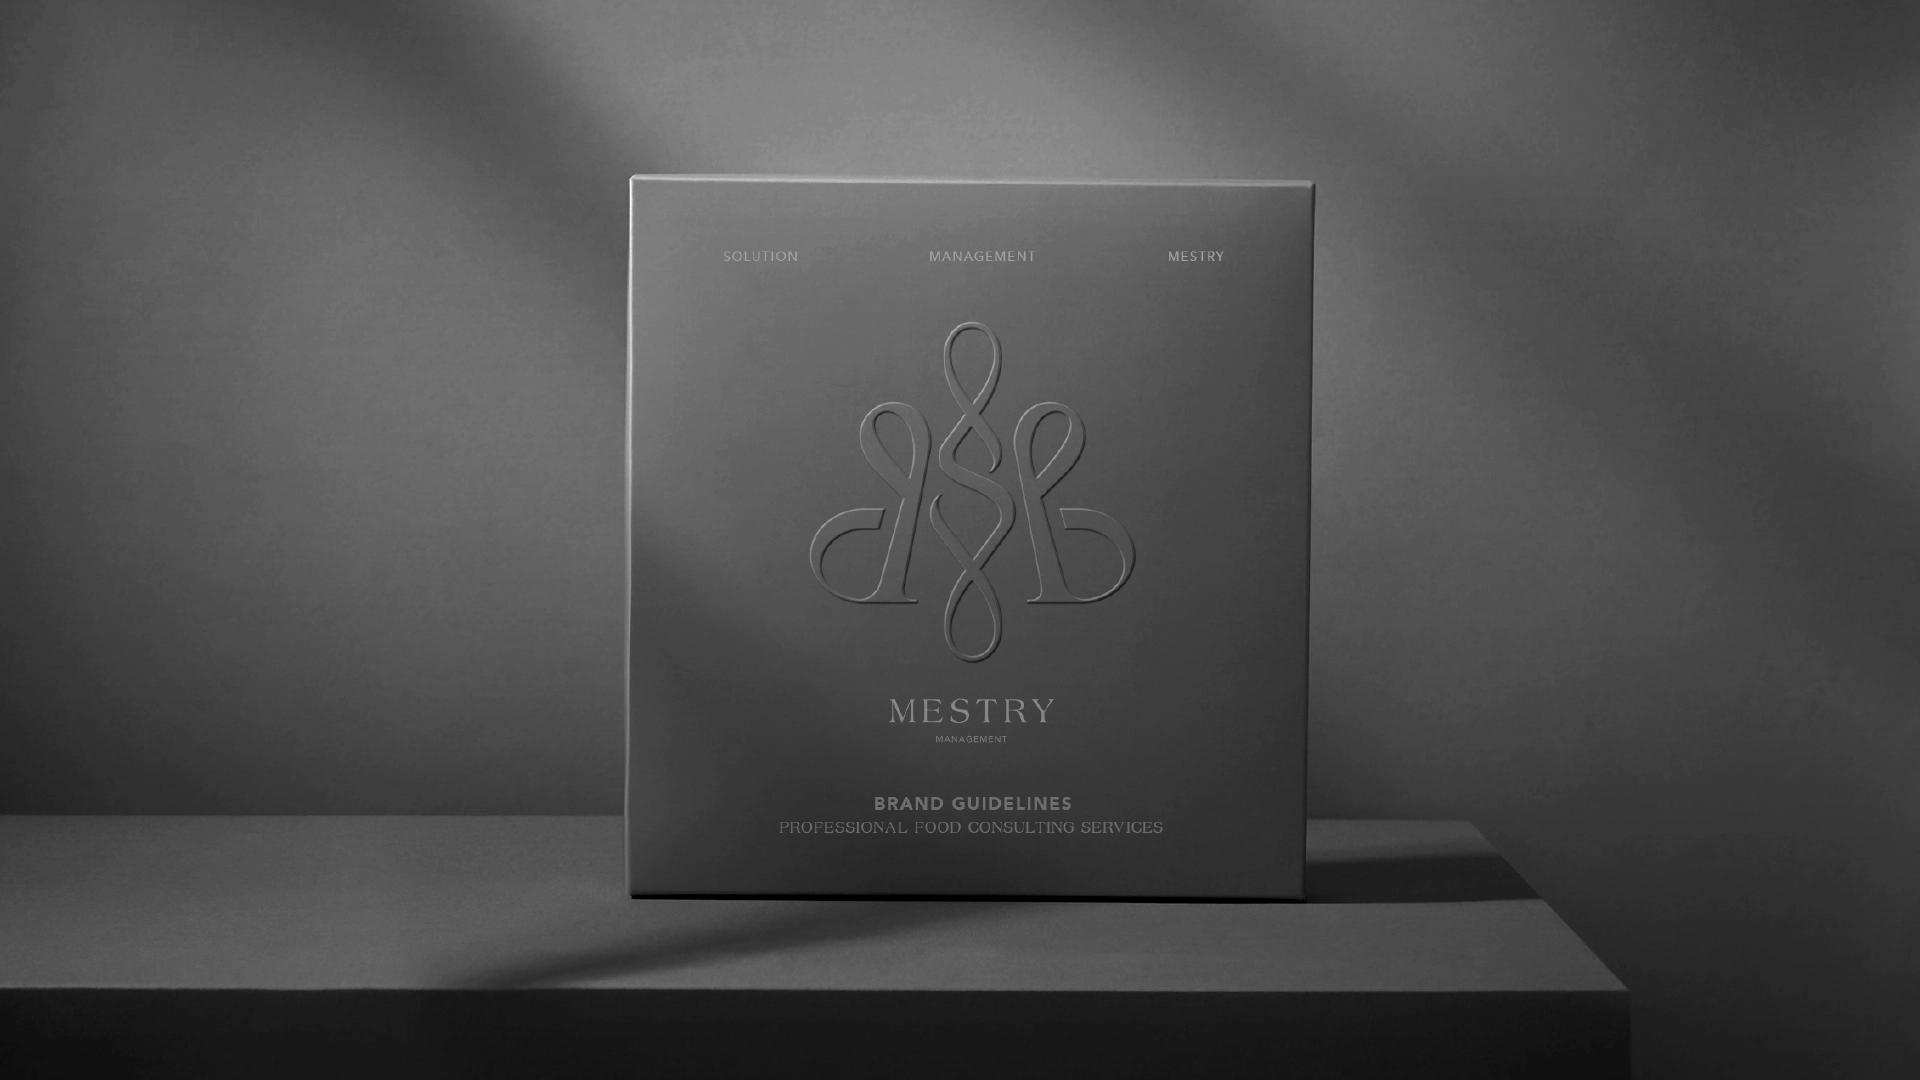 SOLUTION MANAGEMENT MESTRY
MESTRY
MANAGEMENT
BRAND GUIDELINES
PROFESSIONAL FOOD CONSULTING SERVICES